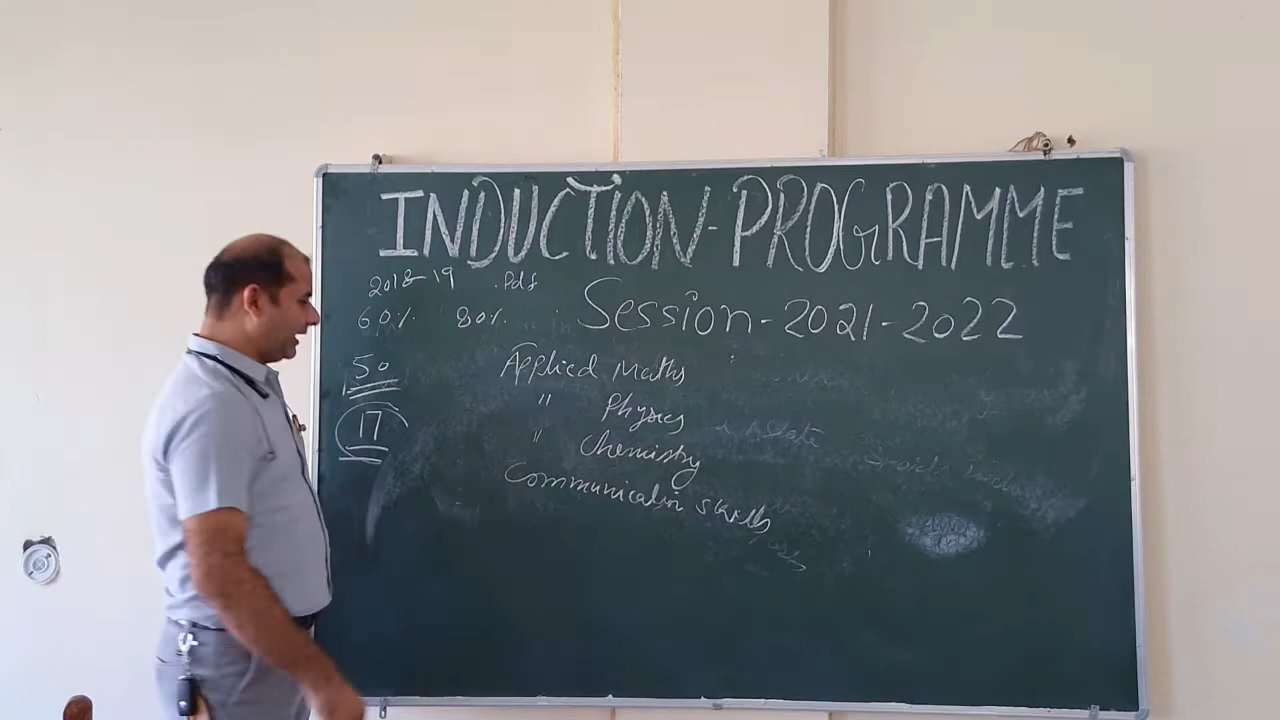 INDUCTION-PROGRAMME
2018-19 .Pdf
Session-2021-2022
60% 80%
50
Applied Maths
17
" Physics
" Chemistry
Communication skills